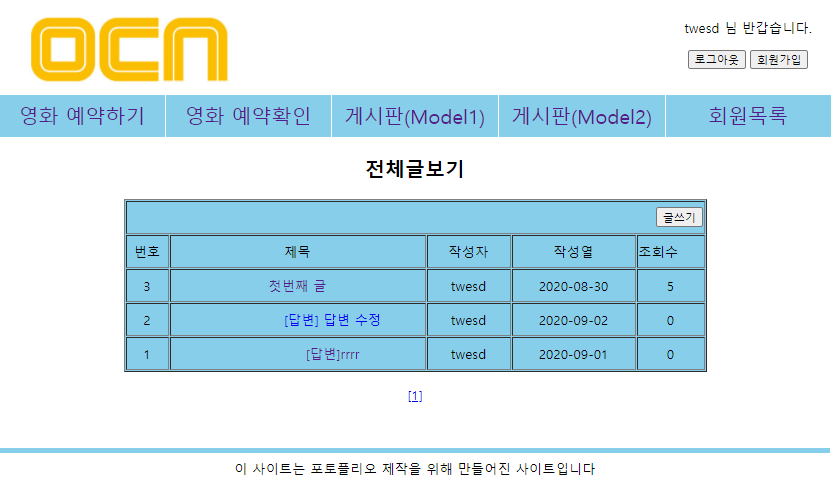 OCN
twesd 님 반갑습니다.
로그아웃 회원가입
영화 예약하기 영화 예약확인 게시판(Model1) 게시판(Model2) 회원목록
전체글보기
글쓰기
번호 제목 작성자 작성열 조회수
3 첫번째 글 twesd 2020-08-30 5
2 [답변] 답변 수정 twesd 2020-09-02 0
1 [답변]rrrr twesd 2020-09-01 0
[1]
이 사이트는 포토플리오 제작을 위해 만들어진 사이트입니다